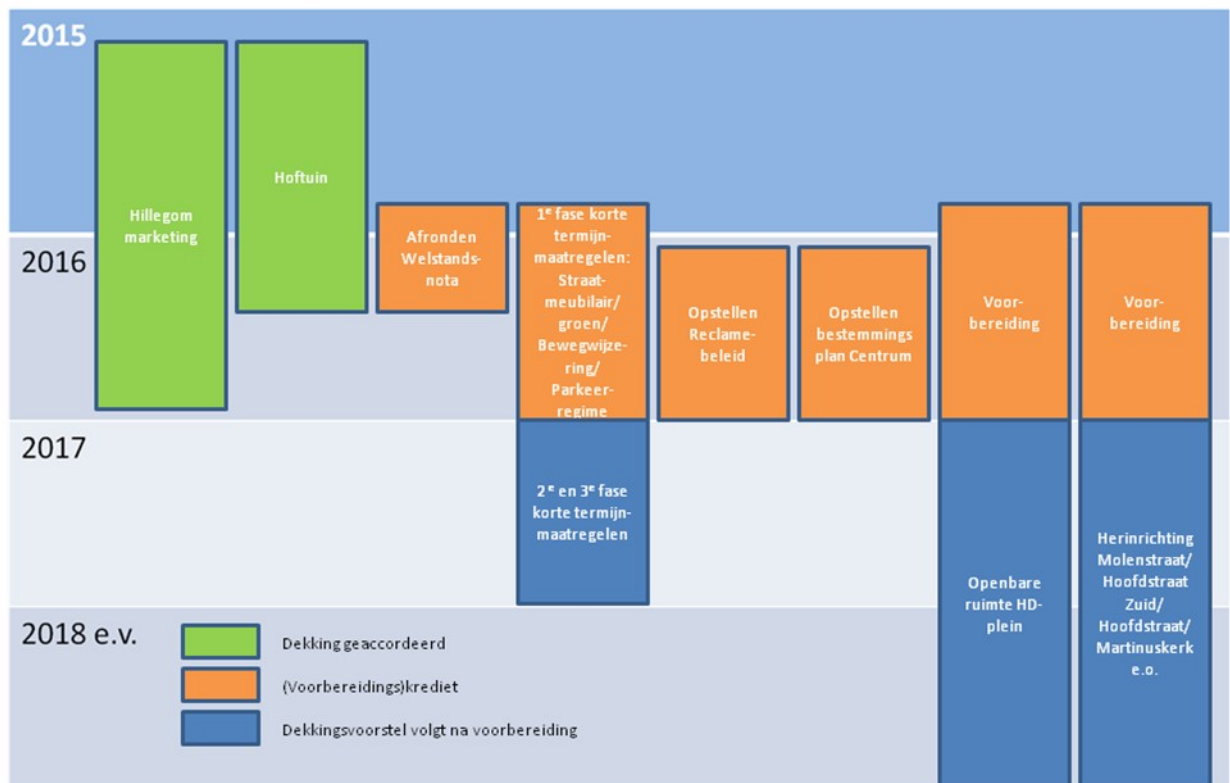 2015
Hillegom
marketing
Hoftuin
2016
Afronden
Welstands-
nota
1e fase korte
termijn-
maatregelen:
Straat-
meubilair/
groen/
Bewegwijze-
ring/
Parkeer-
regime
Opstellen
Reclame-
beleid
Opstellen
bestemmings
plan Centrum
Voor-
bereiding
Voor-
bereiding
2017
2e en 3e fase
korte termijn-
maatregelen
Openbare
ruimte HD-
plein
Herinrichting
Molenstraat/
Hoofdstraat
Zuid/
Hoofdstraat/
Martinuskerk
e.o.
2018 e.v.
Dekking geaccordeerd
(Voorbereidings)krediet
Dekkingsvoorstel volgt na voorbereiding